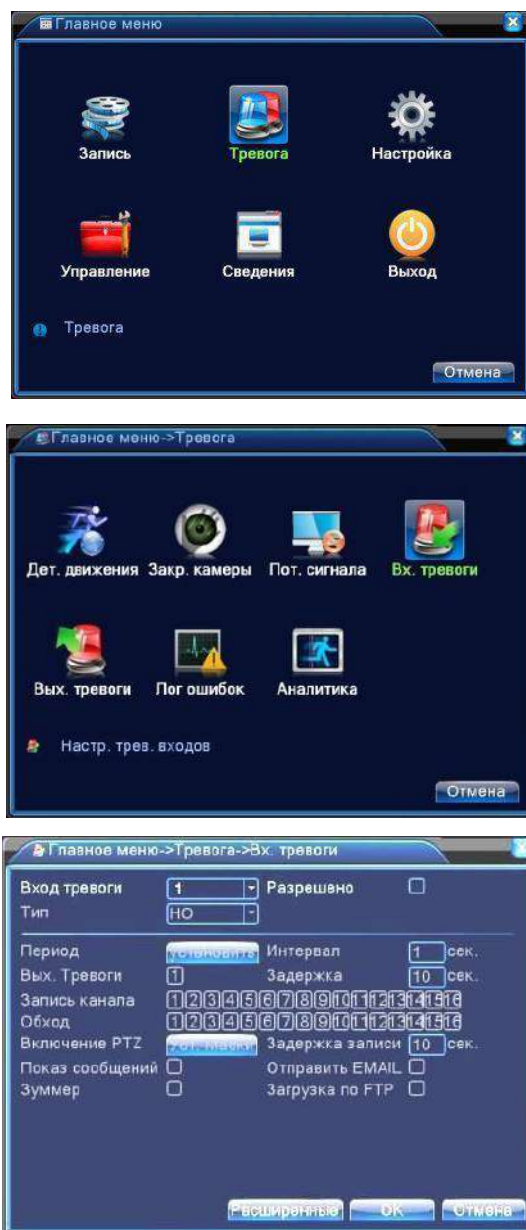 Главное меню
Запись Тревога Настройка
Управление Сведения Выход
Тревога
Отмена
Главное меню->Тревога
Дет. движения Закр. камеры Пот. сигнала Вх. тревоги
Вых. тревоги Лог ошибок Аналитика
Настр. трев. входов
Отмена
Главное меню->Тревога->Вх. тревоги
Вход тревоги 1 Разрешено
Тип НО
Период установить Интервал 1 сек.
Вых. Тревоги 1 Задержка 10 сек.
Запись канала 1 2 3 4 5 6 7 8 9 10 11 12 13 14 15 16
Обход 1 2 3 4 5 6 7 8 9 10 11 12 13 14 15 16
Включение PTZ Задержка записи 10 сек.
Показ сообщений Отправить EMAIL
Зуммер Загрузка по FTP
Расширенные OK Отмена